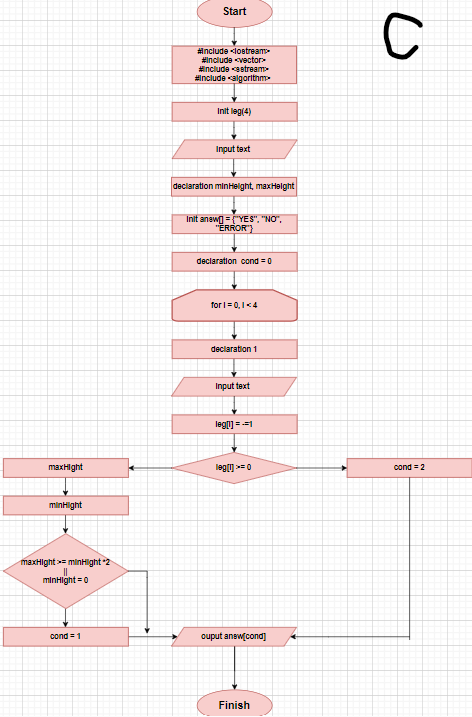 Start
C
#include <iostream>
#include <vector>
#include <sstream>
#include <algorithm>
init leg(4)
Input text
declaration minHeight, maxHeight
init answ[] = {"YES", "NO",
"ERROR"}
declaration cond = 0
for i = 0, i < 4
declaration 1
Input text
leg[i] = -=1
maxHight
leg[i] >= 0
cond = 2
minHight
maxHight >= minHight *2
||
minHight = 0
cond = 1
ouput answ[cond]
Finish